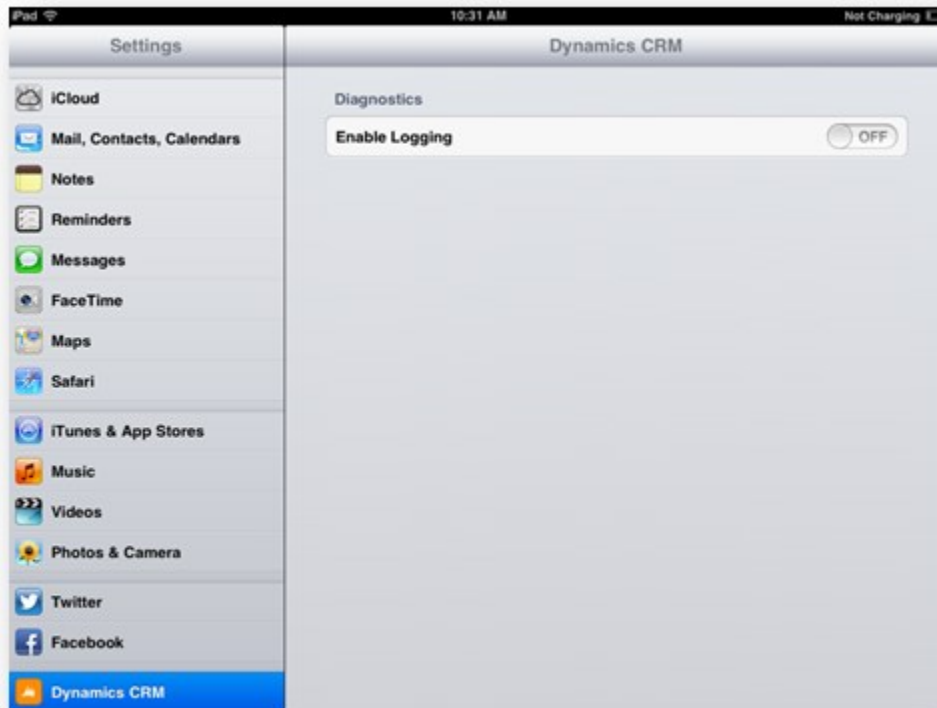 iPad 10:31 AM Not Charging
Settings
Dynamics CRM
iCloud
Mail, Contacts, Calendars
Notes
Reminders
Messages
FaceTime
Maps
Safari
iTunes & App Stores
Music
Videos
Photos & Camera
Twitter
Facebook
Dynamics CRM
Diagnostics
Enable Logging OFF